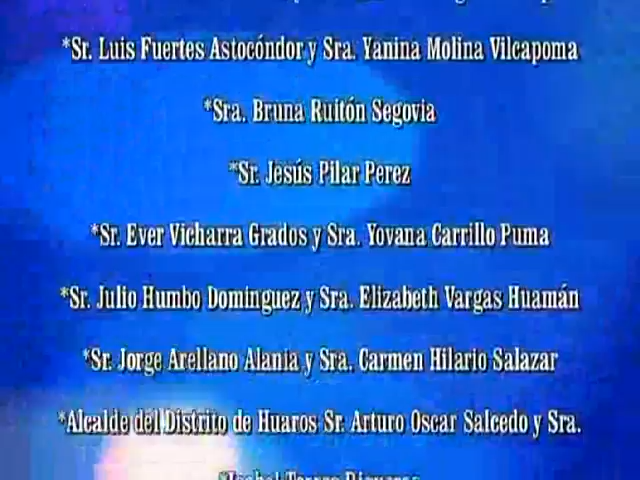 *Sr. Luis Fuertes Astocóndor y Sra. Yanina Molina Vilcapoma
*Sra. Bruna Ruitón Segovia
*Sr. Jesús Pilar Perez
*Sr. Ever Vicharra Grados y Sra. Yovana Carrillo Puma
*Sr. Julio Humbo Dominguez y Sra. Elizabeth Vargas Huamán
*Sr. Jorge Arellano Alania y Sra. Carmen Hilario Salazar
*Alcalde del Distrito de Huaros Sr. Arturo Oscar Salcedo y Sra.